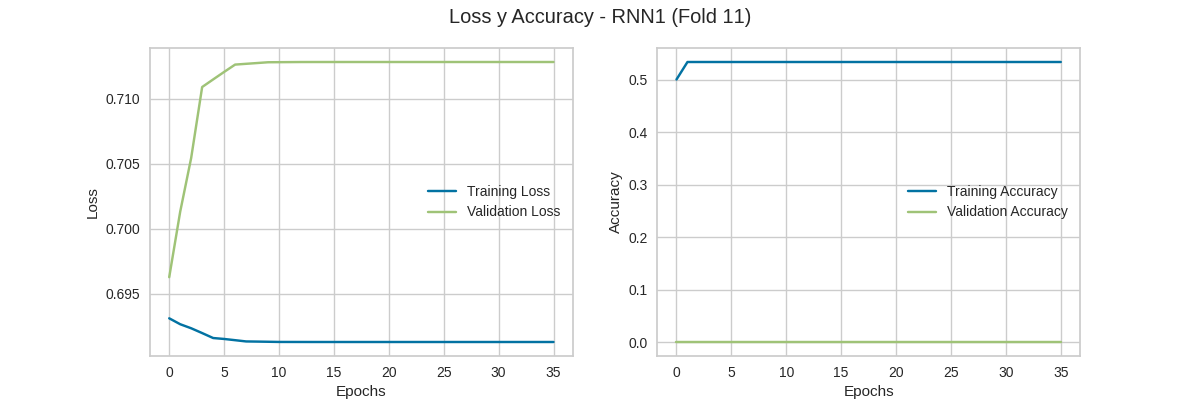 Loss y Accuracy - RNN1 (Fold 11)
Loss
0.710
0.705
0.700
0.695
Training Loss
Validation Loss
0 5 10 15 20 25 30 35
Epochs
Accuracy
0.5
0.4
0.3
0.2
0.1
0.0
Training Accuracy
Validation Accuracy
0 5 10 15 20 25 30 35
Epochs